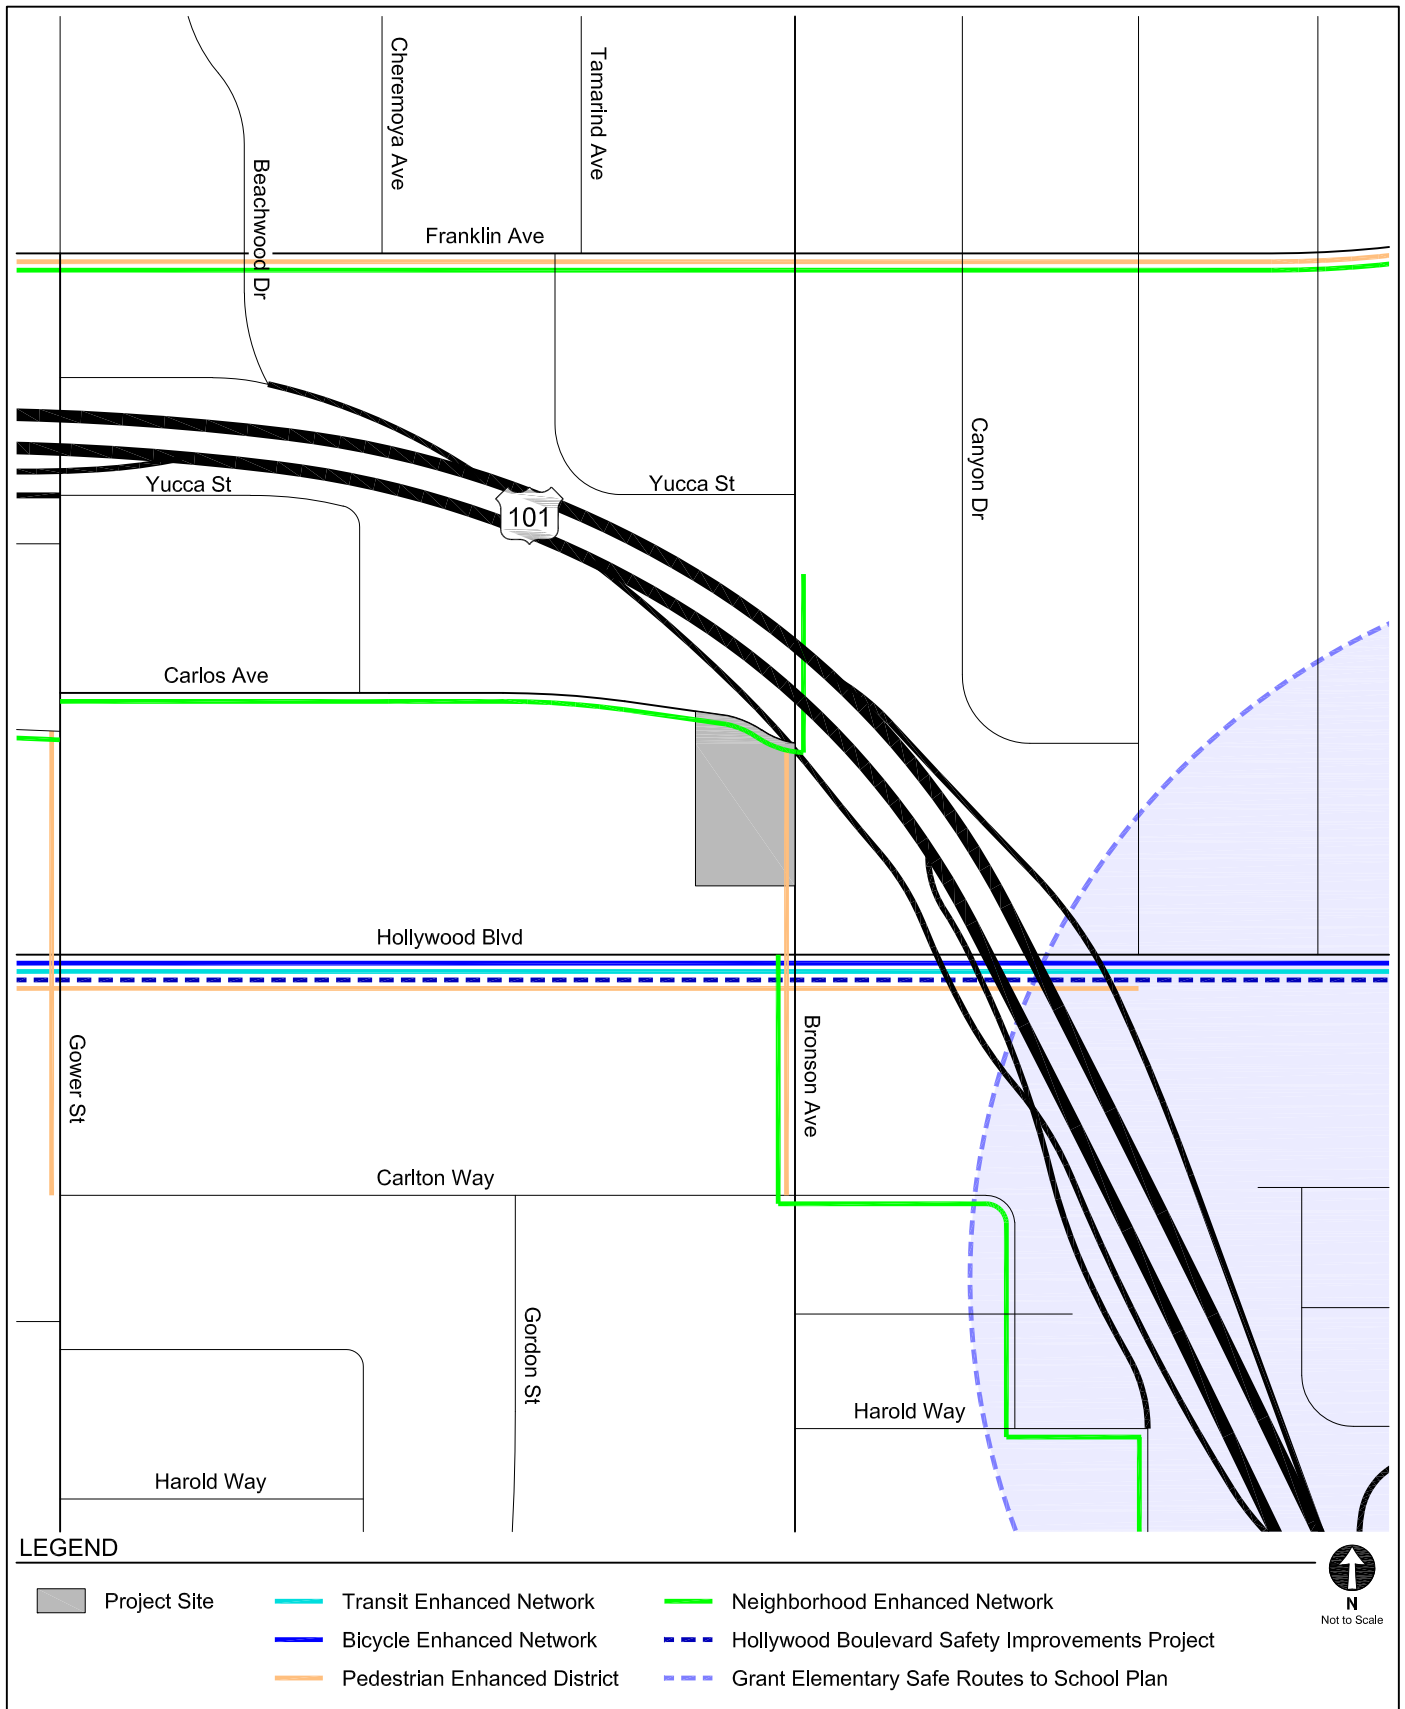 Cheremoya Ave
Tamarind Ave
Beachwood Dr
Franklin Ave
Canyon Dr
Yucca St
Yucca St
101
Carlos Ave
Hollywood Blvd
Gower St
Bronson Ave
Carlton Way
Gordon St
Harold Way
Harold Way
LEGEND
Project Site
Transit Enhanced Network
Neighborhood Enhanced Network
Bicycle Enhanced Network
Hollywood Boulevard Safety Improvements Project
Pedestrian Enhanced District
Grant Elementary Safe Routes to School Plan
N
Not to Scale